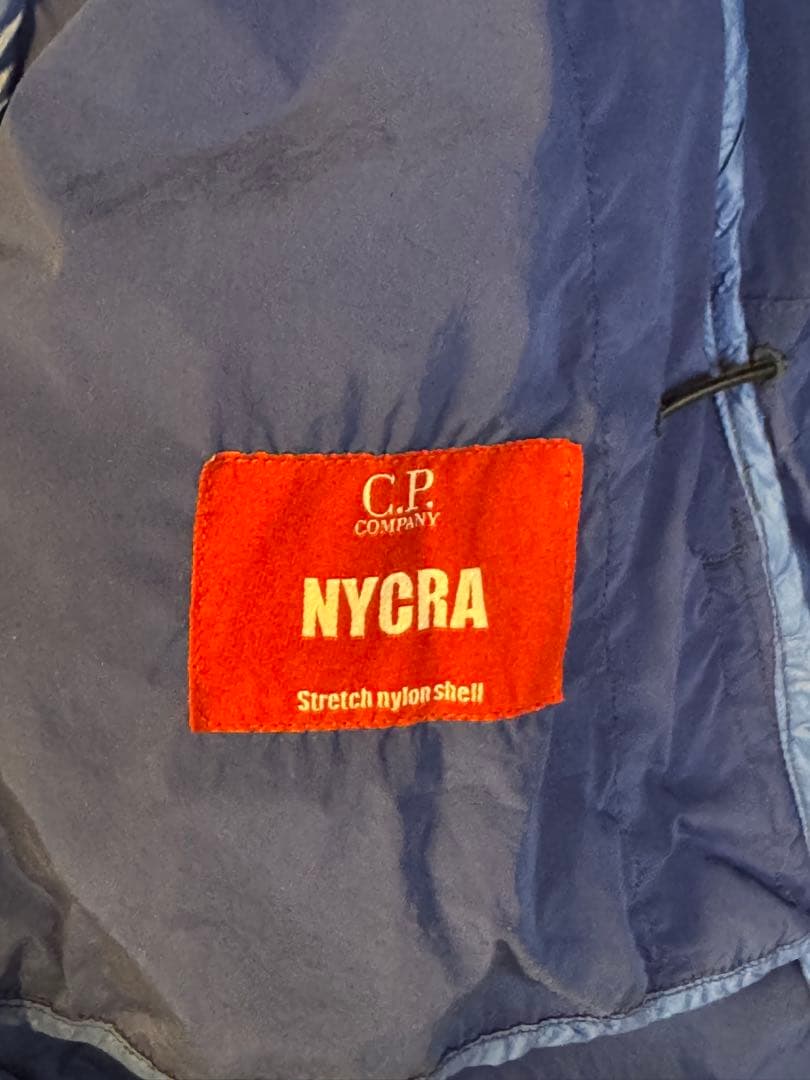 C.P.
COMPANY
NYCRA
Stretch nylon shell